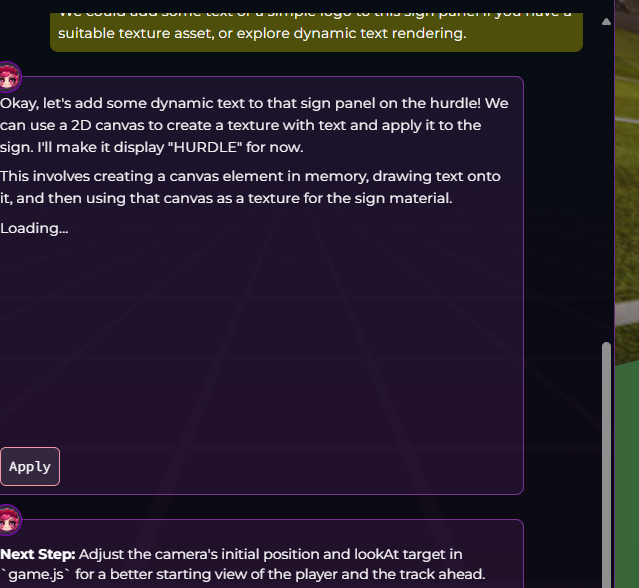 We could add some text or a simple logo to this sign panel if you have a
suitable texture asset, or explore dynamic text rendering.
Okay, let's add some dynamic text to that sign panel on the hurdle! We
can use a 2D canvas to create a texture with text and apply it to the
sign. I'll make it display "HURDLE" for now.
This involves creating a canvas element in memory, drawing text onto
it, and then using that canvas as a texture for the sign material.
Loading...
Apply
Next Step: Adjust the camera's initial position and lookAt target in
`game.js` for a better starting view of the player and the track ahead.